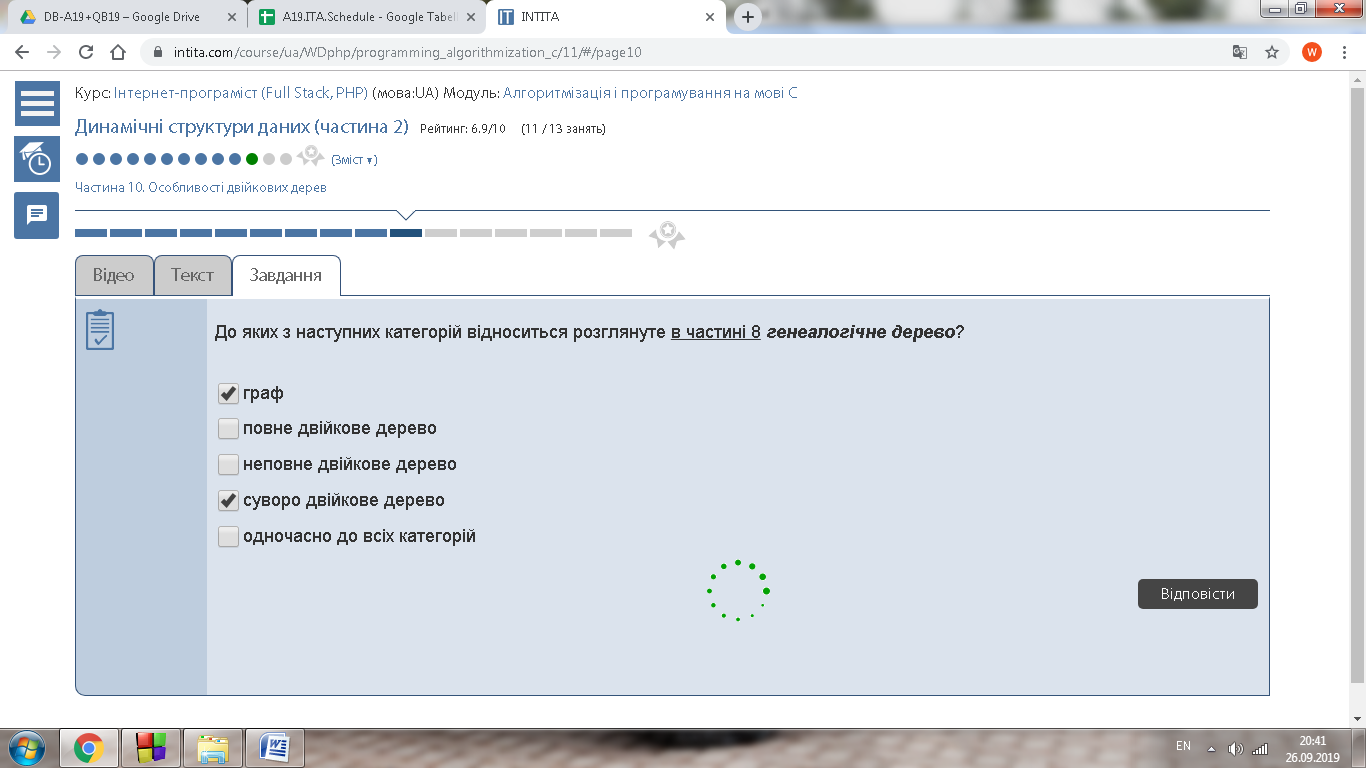 DB-A19+QB19 – Google Drive
A19.ITA.Schedule - Google Tabel
INTITA
intita.com/course/ua/WDphp/programming_algorithmization_c/11/#/page10
W
Курс: Інтернет-програміст (Full Stack, PHP) (мова:UA) Модуль: Алгоритмізація і програмування на мові С
Динамічні структури даних (частина 2) Рейтинг: 6.9/10 (11 / 13 занять)
(Зміст ▾)
Частина 10. Особливості двійкових дерев
Відео
Текст
Завдання
До яких з наступних категорій відноситься розглянуте в частині 8 генеалогічне дерево?
граф
повне двійкове дерево
неповне двійкове дерево
суворо двійкове дерево
одночасно до всіх категорій
Відповісти
EN
20:41
26.09.2019